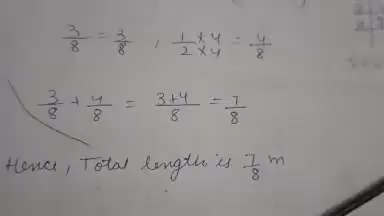 3/8 = 3/8 , 1×4/2×4 = 4/8
3/8 + 4/8 = 3+4/8 = 7/8
Hence, Total length is 7/8 m